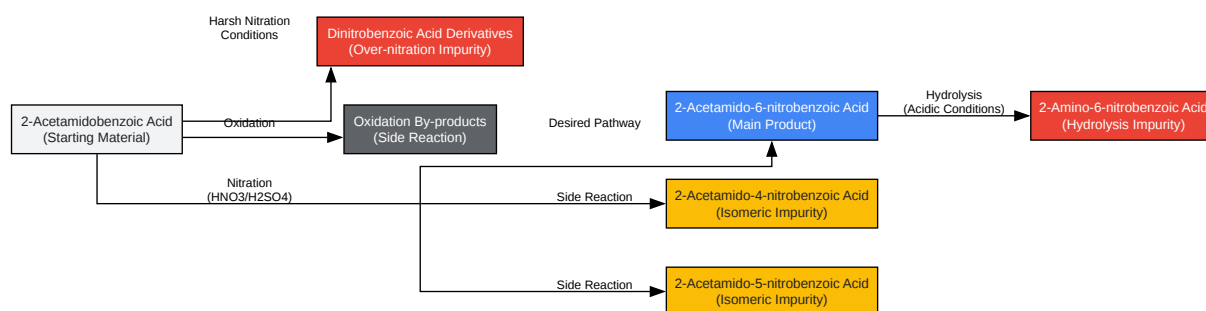 Harsh Nitration
Conditions
Dinitrobenzoic Acid Derivatives
(Over-nitration Impurity)
2-Acetamidobenzoic Acid
(Starting Material)
Oxidation
Oxidation By-products
(Side Reaction)
Desired Pathway
2-Acetamido-6-nitrobenzoic Acid
(Main Product)
Hydrolysis
(Acidic Conditions)
2-Amino-6-nitrobenzoic Acid
(Hydrolysis Impurity)
Nitration
(HNO3/H2SO4)
Side Reaction
2-Acetamido-4-nitrobenzoic Acid
(Isomeric Impurity)
Side Reaction
2-Acetamido-5-nitrobenzoic Acid
(Isomeric Impurity)